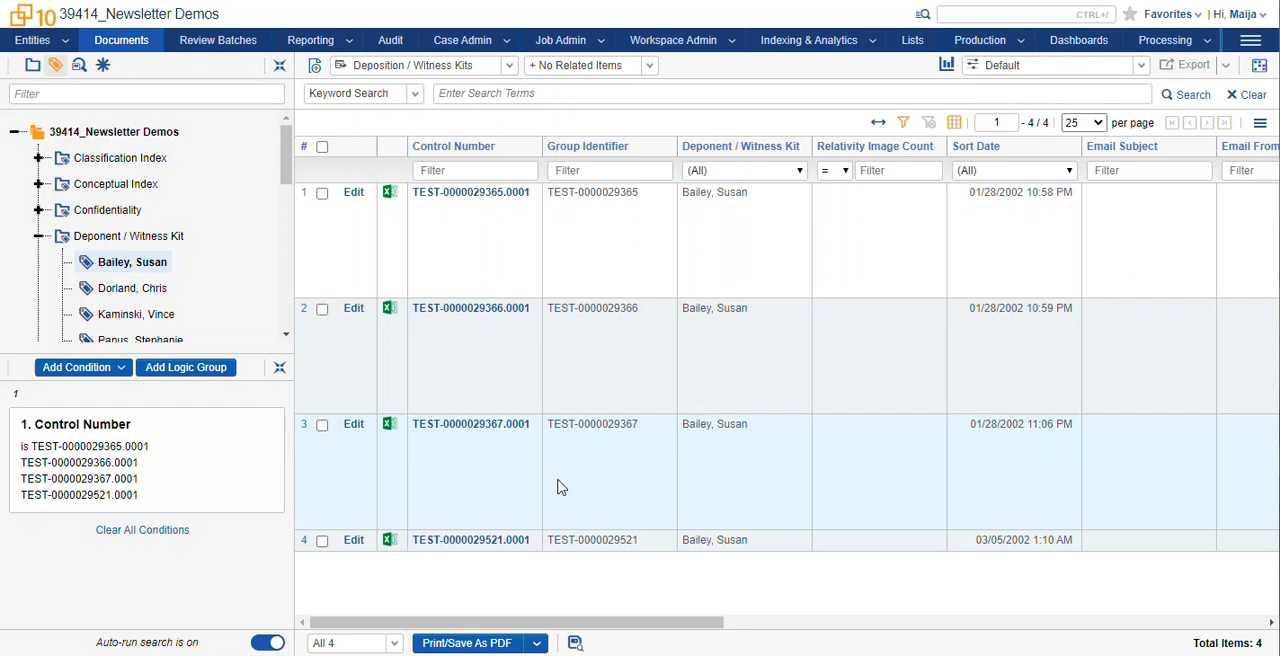 10 39414_Newsletter Demos CTRL+/ Favorites | Hi, Maija
Entities Documents Review Batches Reporting Audit Case Admin Job Admin Workspace Admin Indexing & Analytics Lists Production Dashboards Processing
Deposition / Witness Kits + No Related Items Default Export
Filter Keyword Search Enter Search Terms Search Clear
39414_Newsletter Demos
Classification Index
Conceptual Index
Confidentiality
Deponent / Witness Kit
Bailey, Susan
Dorland, Chris
Kaminski, Vince
Panus, Stephanie
1 - 4 / 4 25 per page
# Control Number Group Identifier Deponent / Witness Kit Relativity Image Count Sort Date Email Subject Email From
Filter Filter (All) = Filter (All) Filter Filter
1 Edit TEST-0000029365.0001 TEST-0000029365 Bailey, Susan 01/28/2002 10:58 PM
2 Edit TEST-0000029366.0001 TEST-0000029366 Bailey, Susan 01/28/2002 10:59 PM
3 Edit TEST-0000029367.0001 TEST-0000029367 Bailey, Susan 01/28/2002 11:06 PM
4 Edit TEST-0000029521.0001 TEST-0000029521 Bailey, Susan 03/05/2002 1:10 AM
Add Condition Add Logic Group
1
1. Control Number
is TEST-0000029365.0001
TEST-0000029366.0001
TEST-0000029367.0001
TEST-0000029521.0001
Clear All Conditions
Auto-run search is on
All 4 Print/Save As PDF Total Items: 4